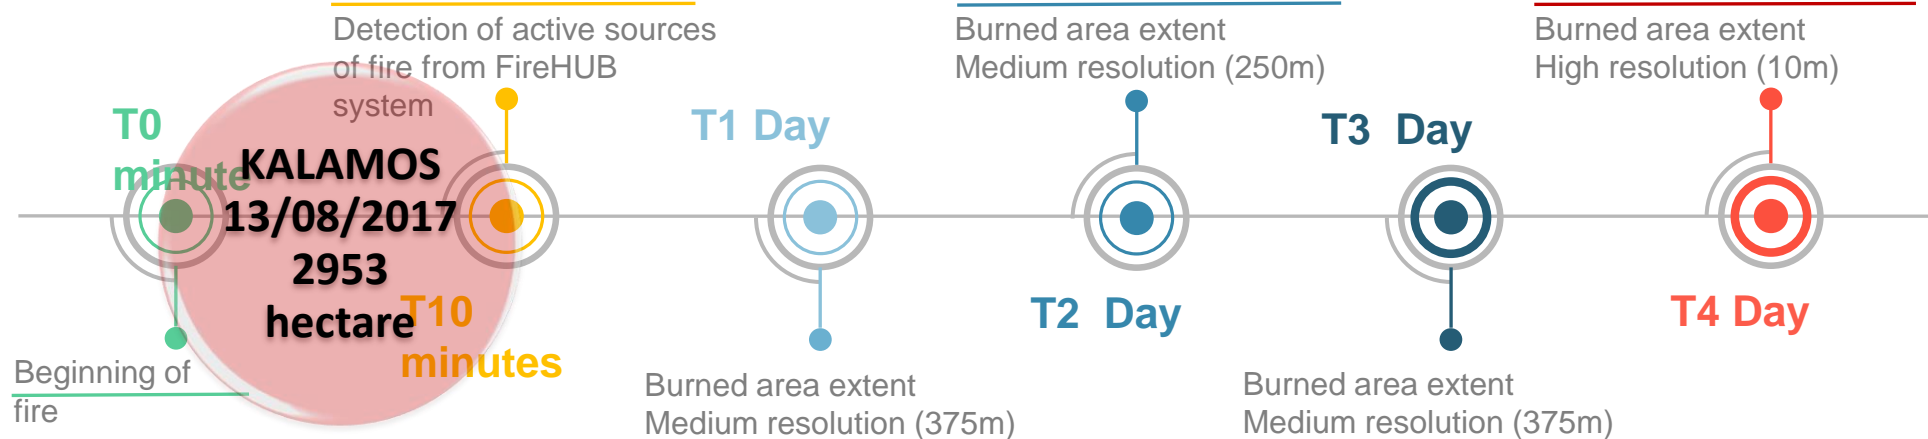 Detection of active sources
of fire from FireHUB
system
Burned area extent
Medium resolution (250m)
Burned area extent
High resolution (10m)
T0
minute
T1 Day
T3  Day
KALAMOS
13/08/2017
2953
hectare
T10
minutes
T2  Day
T4 Day
Beginning of
fire
Burned area extent
Medium resolution (375m)
Burned area extent
Medium resolution (375m)